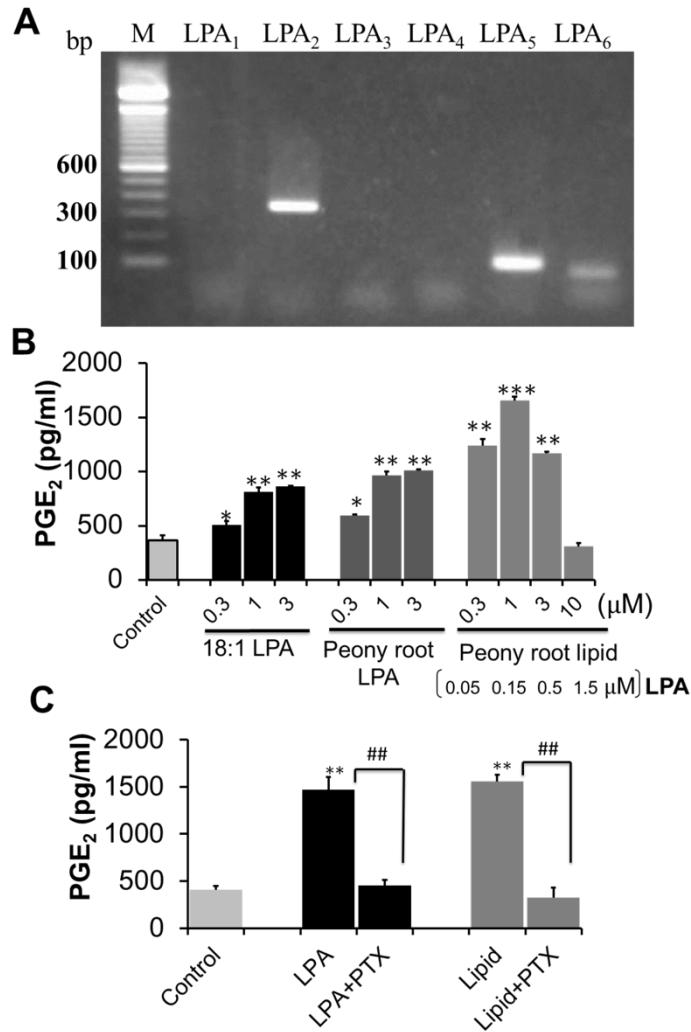 A
bp M LPA₁ LPA₂ LPA₃ LPA₄ LPA₅ LPA₆
600
300
100
B
PGE₂ (pg/ml)
2000
1500
1000
500
0
* ** **
* ** **
** *** **
Control
0.3 1 3
0.3 1 3
0.3 1 3 10 (µM)
18:1 LPA
Peony root
LPA
Peony root lipid
(0.05 0.15 0.5 1.5 µM) LPA
C
PGE₂ (pg/ml)
2000
1500
1000
500
0
** ##
** ##
Control
LPA
LPA+PTX
Lipid
Lipid+PTX